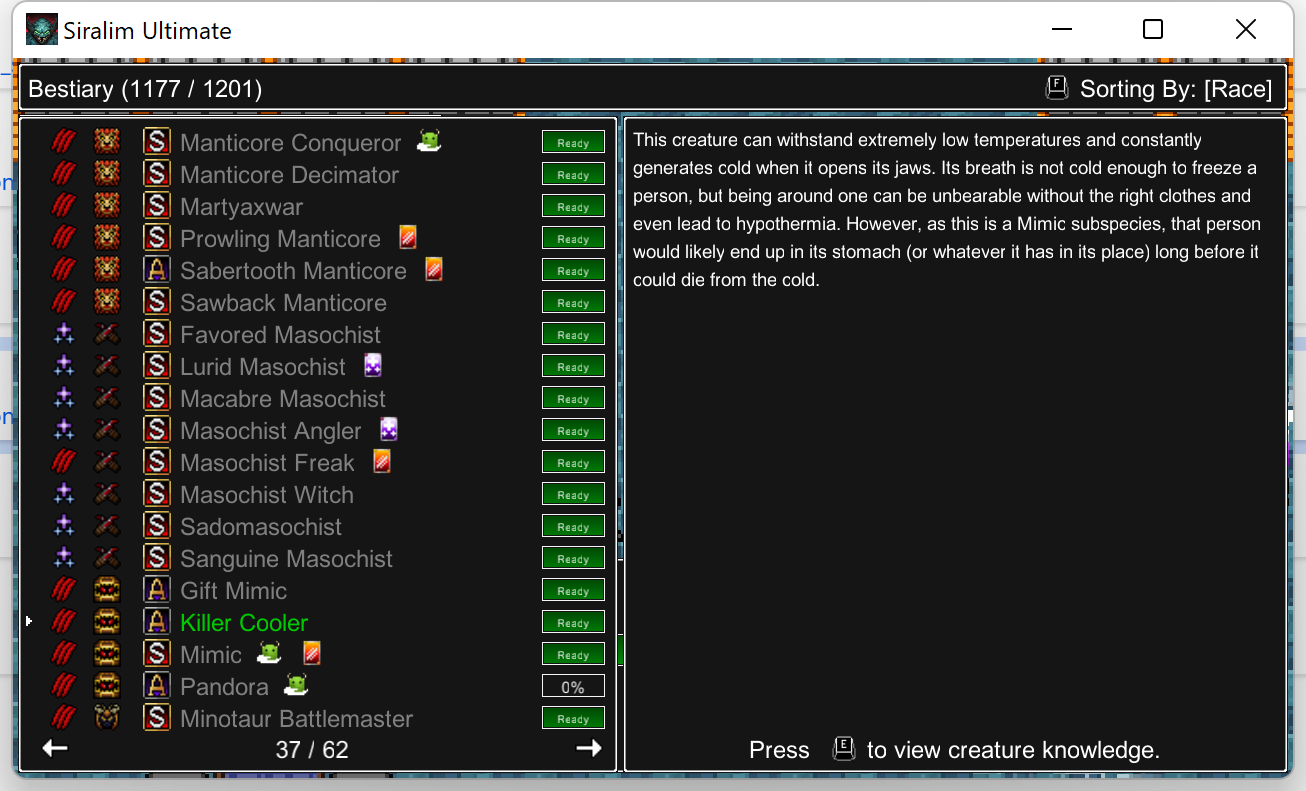 Siralim Ultimate
Bestiary (1177 / 1201)
F Sorting By: [Race]
S Manticore Conqueror Ready
S Manticore Decimator Ready
S Martyaxwar Ready
S Prowling Manticore Ready
A Sabertooth Manticore Ready
S Sawback Manticore Ready
S Favored Masochist Ready
S Lurid Masochist Ready
S Macabre Masochist Ready
S Masochist Angler Ready
S Masochist Freak Ready
S Masochist Witch Ready
S Sadomasochist Ready
S Sanguine Masochist Ready
A Gift Mimic Ready
A Killer Cooler Ready
S Mimic Ready
A Pandora 0%
S Minotaur Battlemaster Ready
37 / 62
This creature can withstand extremely low temperatures and constantly
generates cold when it opens its jaws. Its breath is not cold enough to freeze a
person, but being around one can be unbearable without the right clothes and
even lead to hypothermia. However, as this is a Mimic subspecies, that person
would likely end up in its stomach (or whatever it has in its place) long before it
could die from the cold.
Press E to view creature knowledge.